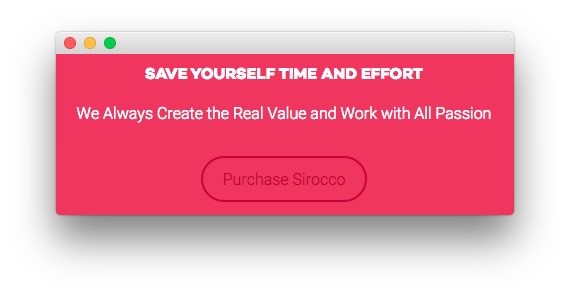 SAVE YOURSELF TIME AND EFFORT
We Always Create the Real Value and Work with All Passion
Purchase Sirocco